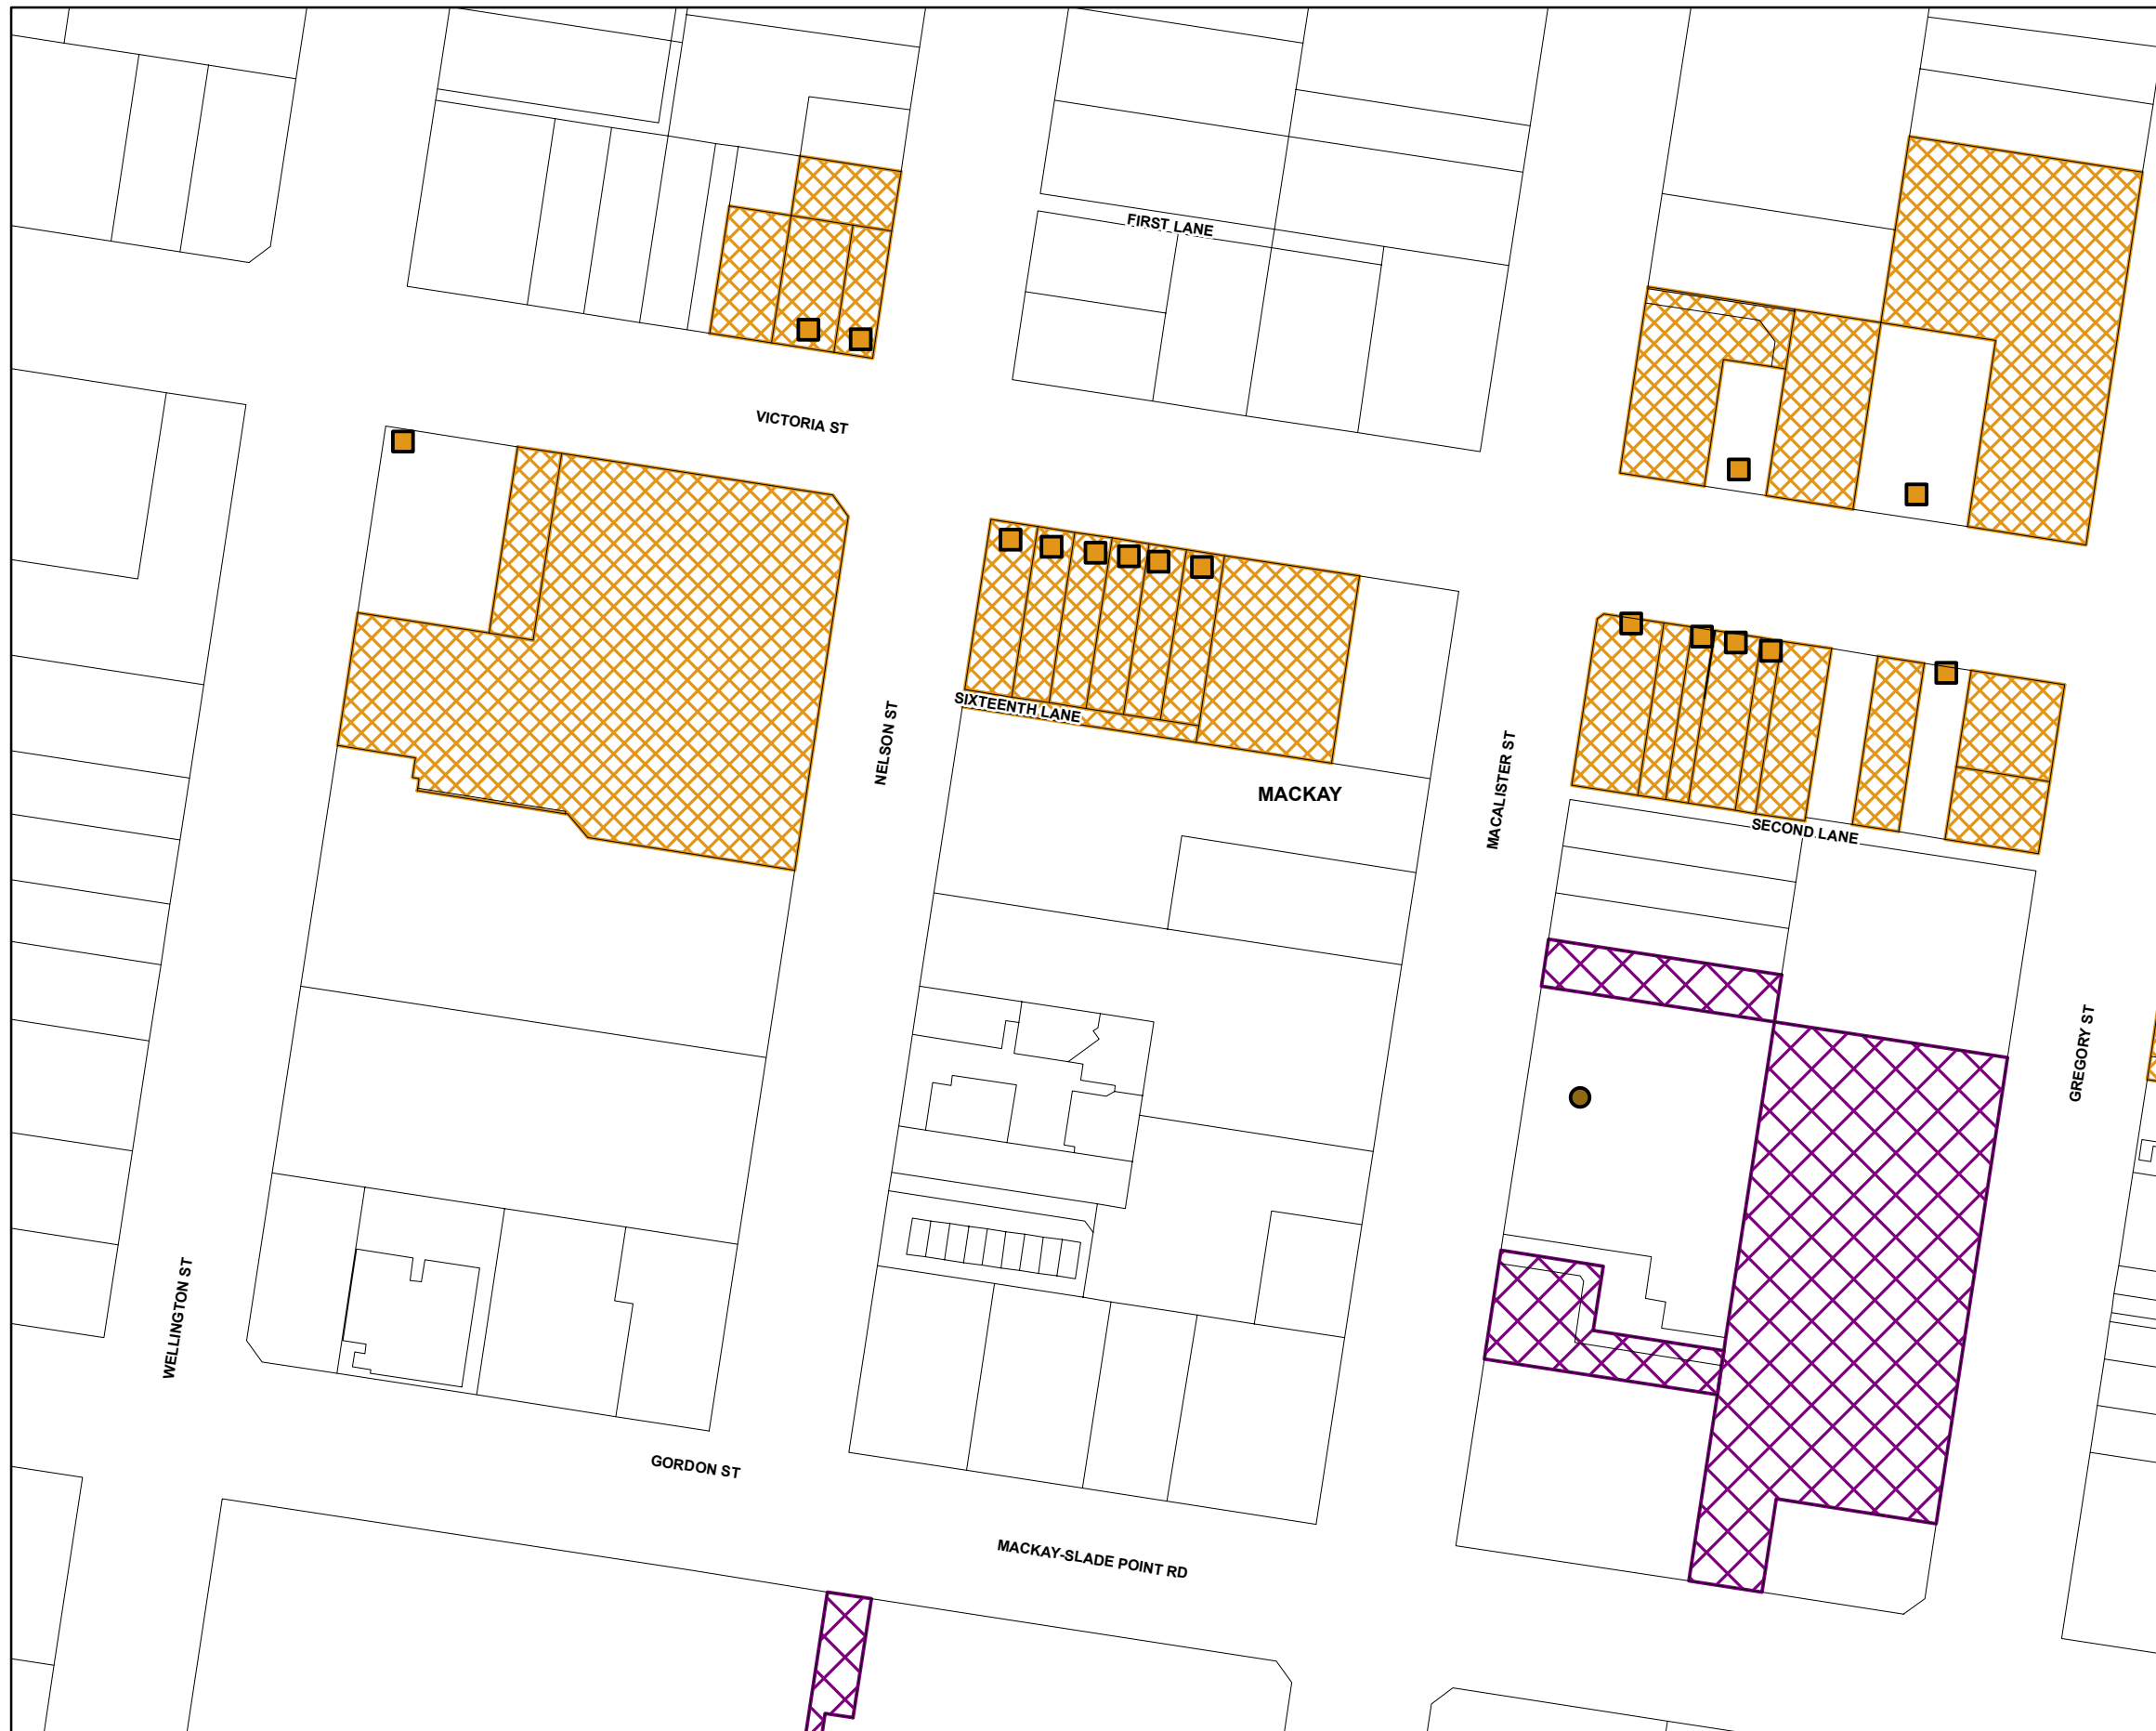 FIRST LANE
VICTORIA ST
NELSON ST
SIXTEENTH LANE
MACKAY
MACALISTER ST
SECOND LANE
GREGORY ST
WELLINGTON ST
GORDON ST
MACKAY-SLADE POINT RD